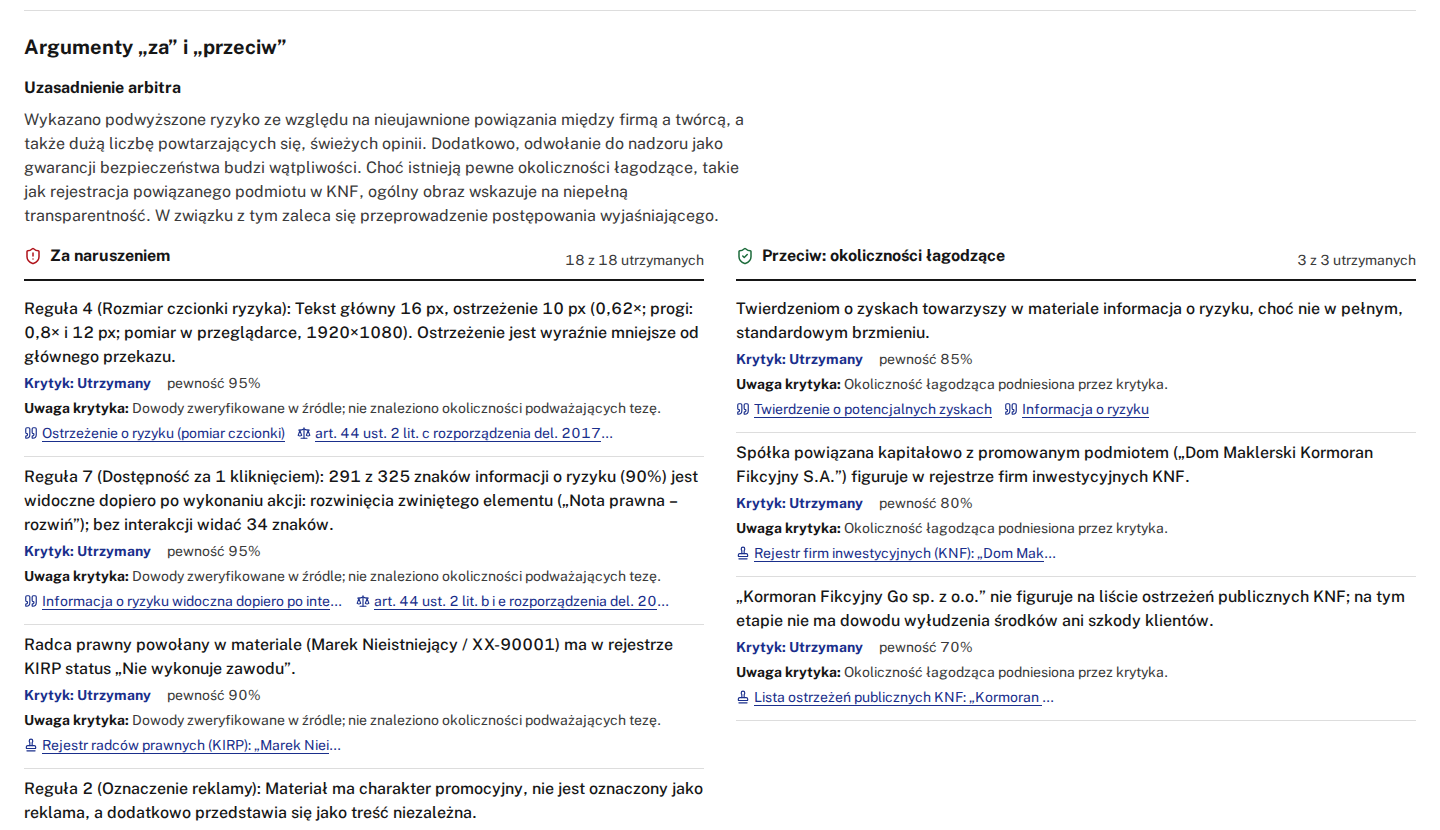 Argumenty „za” i „przeciw”
Uzasadnienie arbitra
Wykazano podwyższone ryzyko ze względu na nieujawnione powiązania między firmą a twórcą, a
także dużą liczbę powtarzających się, świeżych opinii. Dodatkowo, odwołanie do nadzoru jako
gwarancji bezpieczeństwa budzi wątpliwości. Choć istnieją pewne okoliczności łagodzące, takie
jak rejestracja powiązanego podmiotu w KNF, ogólny obraz wskazuje na niepełną
transparentność. W związku z tym zaleca się przeprowadzenie postępowania wyjaśniającego.
Za naruszeniem
18 z 18 utrzymanych
Reguła 4 (Rozmiar czcionki ryzyka): Tekst główny 16 px, ostrzeżenie 10 px (0,62×; progi:
0,8× i 12 px; pomiar w przeglądarce, 1920×1080). Ostrzeżenie jest wyraźnie mniejsze od
głównego przekazu.
Krytyk: Utrzymany pewność 95%
Uwaga krytyka: Dowody zweryfikowane w źródle; nie znaleziono okoliczności podważających tezę.
Ostrzeżenie o ryzyku (pomiar czcionki) art. 44 ust. 2 lit. c rozporządzenia del. 2017...
Reguła 7 (Dostępność za 1 kliknięciem): 291 z 325 znaków informacji o ryzyku (90%) jest
widoczne dopiero po wykonaniu akcji: rozwinięcia zwiniętego elementu („Nota prawna –
rozwiń”); bez interakcji widać 34 znaków.
Krytyk: Utrzymany pewność 95%
Uwaga krytyka: Dowody zweryfikowane w źródle; nie znaleziono okoliczności podważających tezę.
Informacja o ryzyku widoczna dopiero po inte... art. 44 ust. 2 lit. b i e rozporządzenia del. 20...
Radca prawny powołany w materiale (Marek Nieistniejący / XX-90001) ma w rejestrze
KIRP status „Nie wykonuje zawodu”.
Krytyk: Utrzymany pewność 90%
Uwaga krytyka: Dowody zweryfikowane w źródle; nie znaleziono okoliczności podważających tezę.
Rejestr radców prawnych (KIRP): „Marek Niei...
Reguła 2 (Oznaczenie reklamy): Materiał ma charakter promocyjny, nie jest oznaczony jako
reklama, a dodatkowo przedstawia się jako treść niezależna.
Przeciw: okoliczności łagodzące
3 z 3 utrzymanych
Twierdzeniom o zyskach towarzyszy w materiale informacja o ryzyku, choć nie w pełnym,
standardowym brzmieniu.
Krytyk: Utrzymany pewność 85%
Uwaga krytyka: Okoliczność łagodząca podniesiona przez krytyka.
Twierdzenie o potencjalnych zyskach Informacja o ryzyku
Spółka powiązana kapitałowo z promowanym podmiotem („Dom Maklerski Kormoran
Fikcyjny S.A.”) figuruje w rejestrze firm inwestycyjnych KNF.
Krytyk: Utrzymany pewność 80%
Uwaga krytyka: Okoliczność łagodząca podniesiona przez krytyka.
Rejestr firm inwestycyjnych (KNF): „Dom Mak...
„Kormoran Fikcyjny Go sp. z o.o.” nie figuruje na liście ostrzeżeń publicznych KNF; na tym
etapie nie ma dowodu wyłudzenia środków ani szkody klientów.
Krytyk: Utrzymany pewność 70%
Uwaga krytyka: Okoliczność łagodząca podniesiona przez krytyka.
Lista ostrzeżeń publicznych KNF: „Kormoran ...